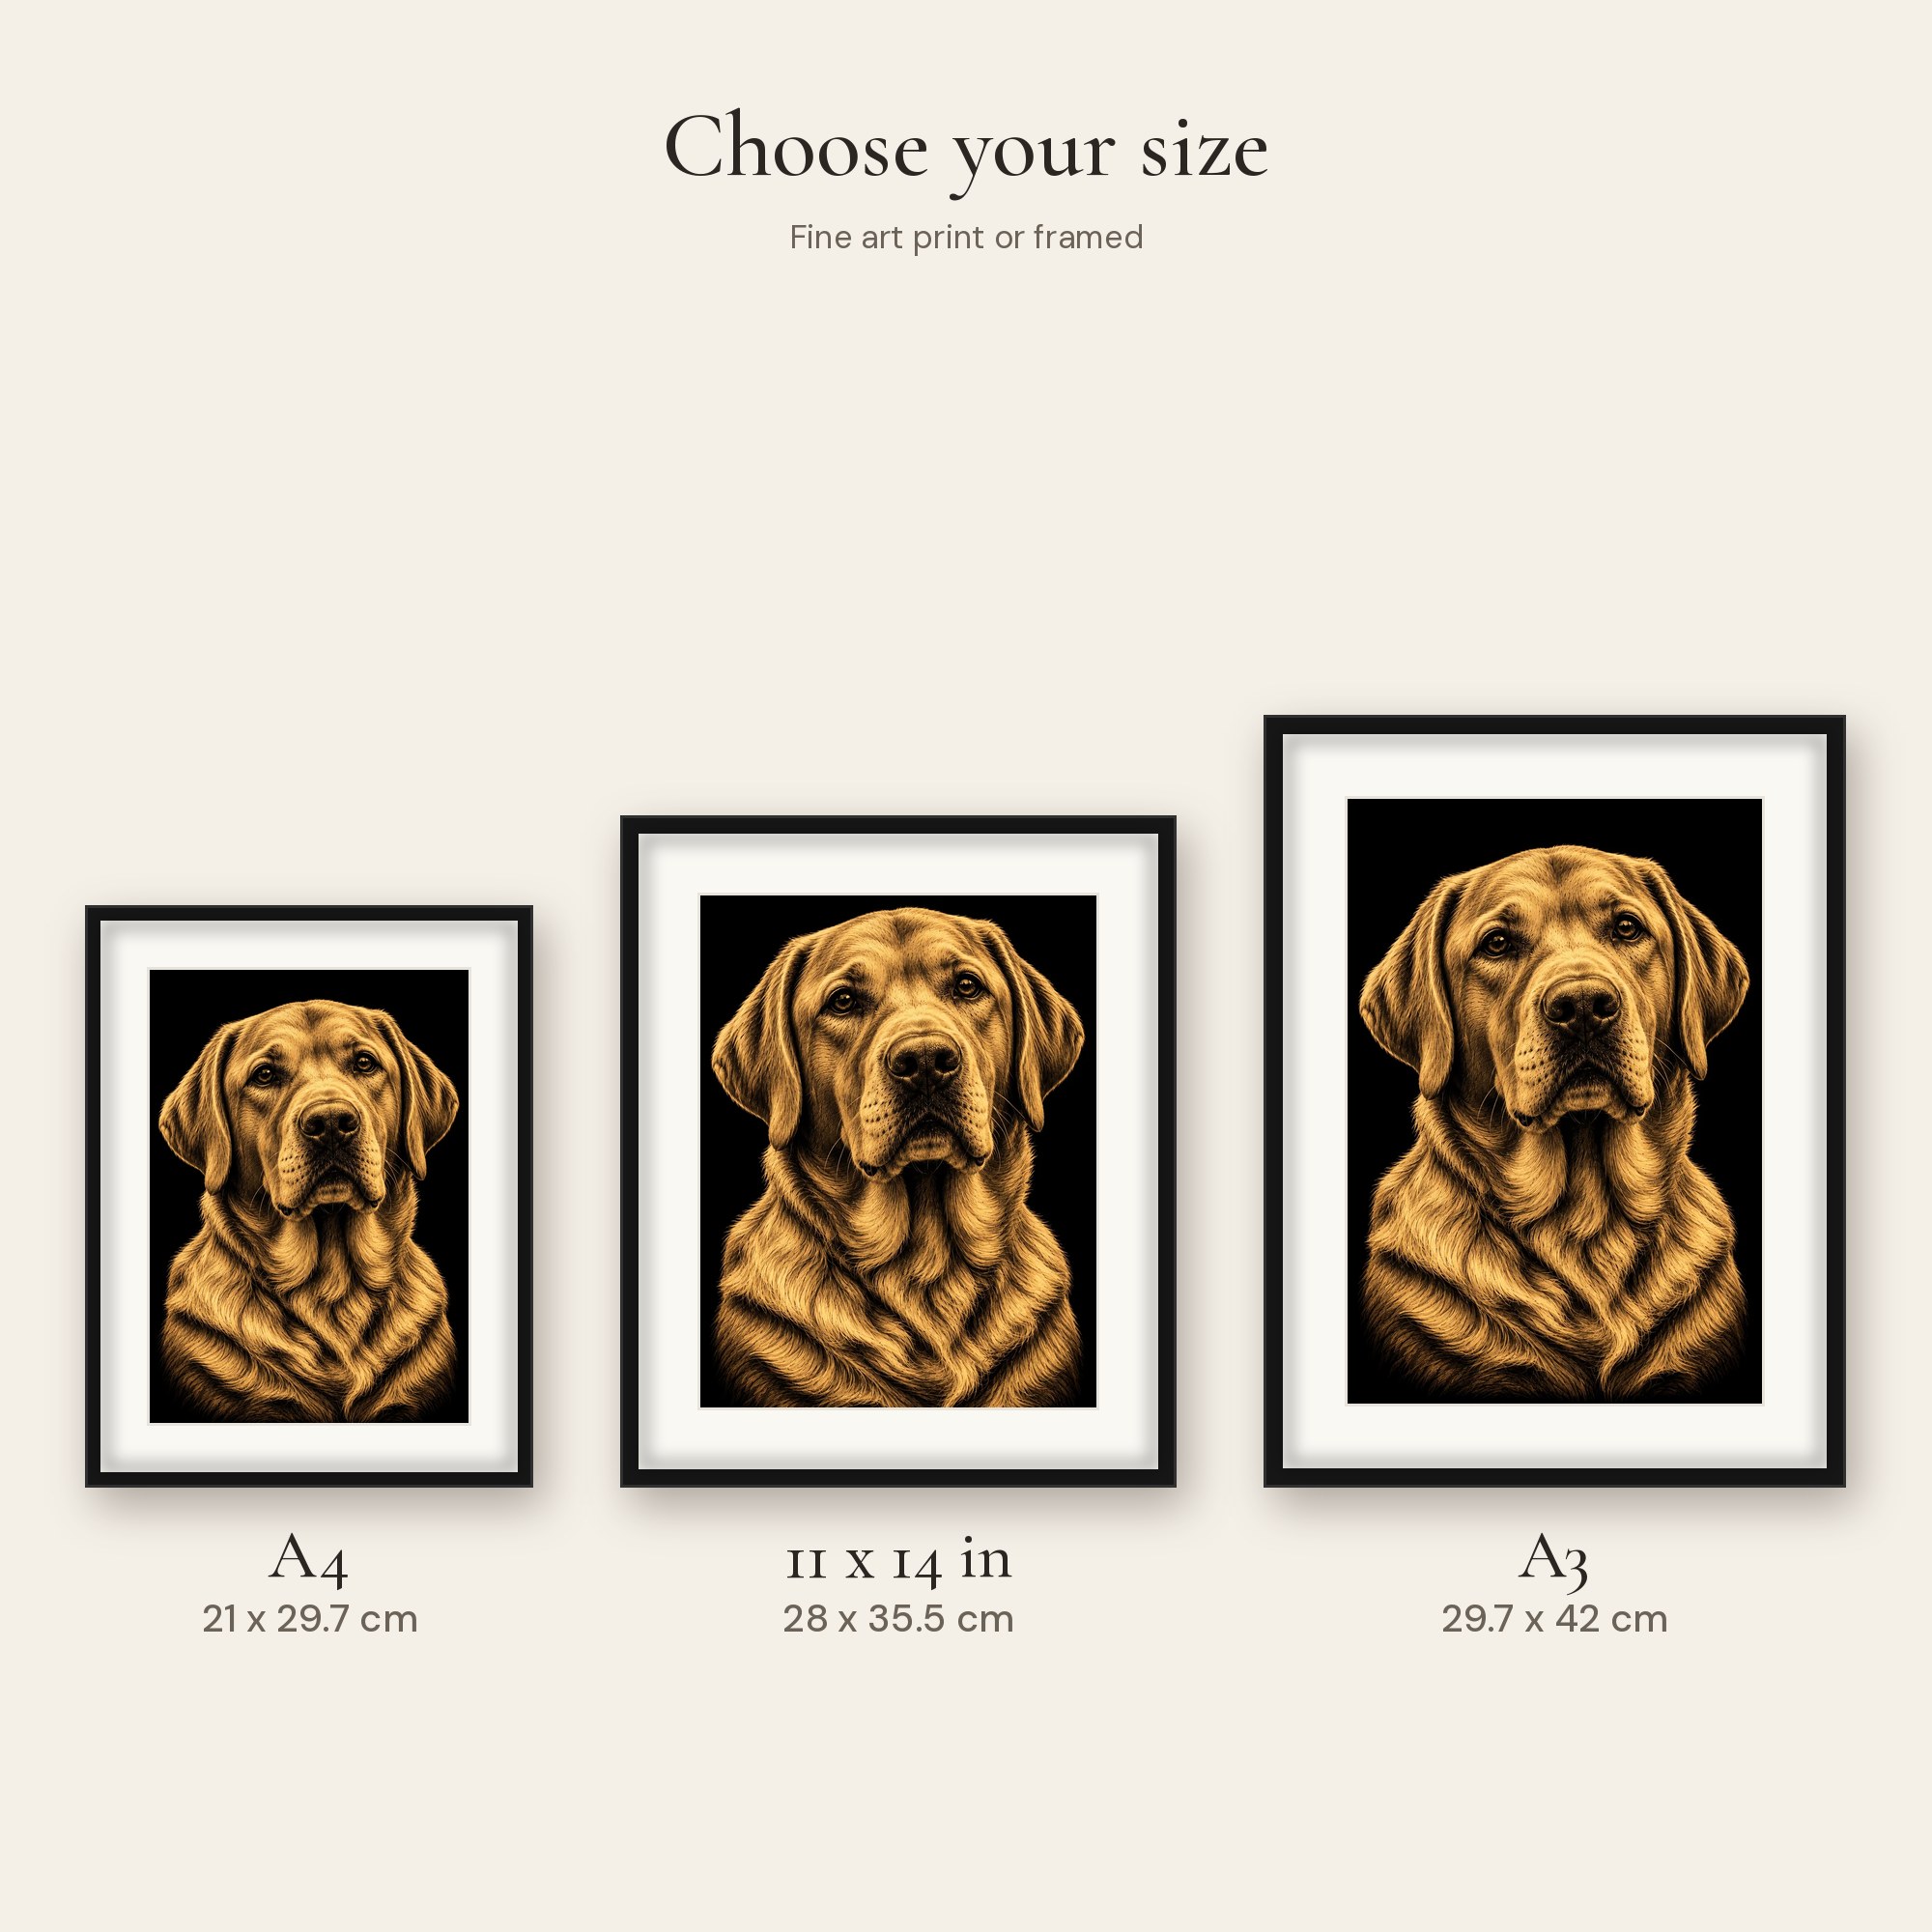 Choose your size
Fine art print or framed
A4
11 x 14 in
A3
21 x 29.7 cm
28 x 35.5 cm
29.7 x 42 cm